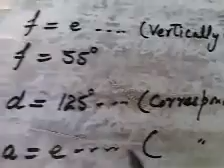 f = e .... (Vertically
f = 55°
d = 125° .... (Correspon
a = e ..... ( "